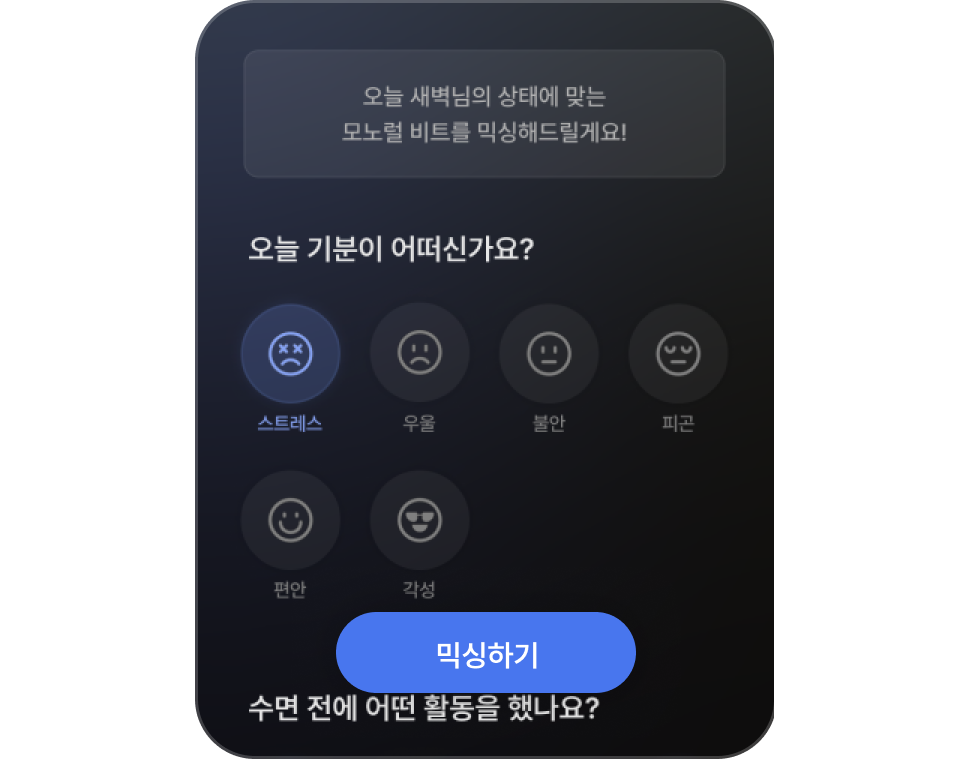 오늘 새벽님의 상태에 맞는
모노럴 비트를 믹싱해드릴게요!
오늘 기분이 어떠신가요?
스트레스
우울
불안
피곤
편안
각성
믹싱하기
수면 전에 어떤 활동을 했나요?